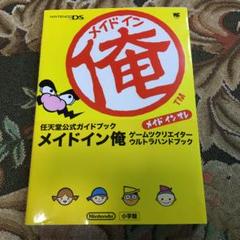 NINTENDO DS
メイドイン
俺
TM
メイドインオレ
任天堂公式ガイドブック
メイドイン俺 ゲームツクリエイター
ウルトラハンドブック
Nintendo 小学館